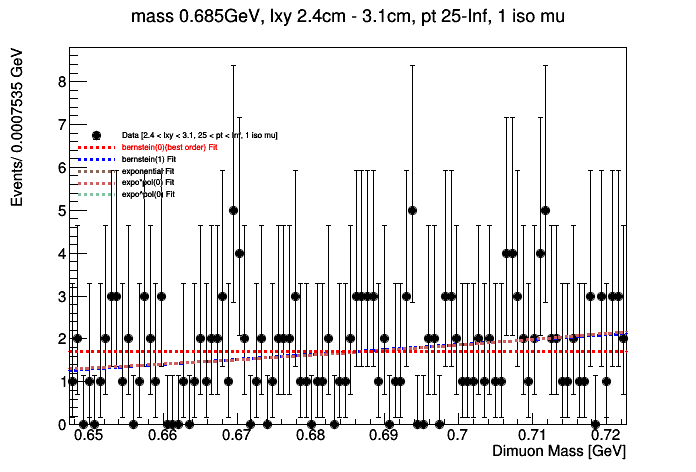 mass 0.685GeV, lxy 2.4cm - 3.1cm, pt 25-Inf, 1 iso mu
Events/ 0.0007535 GeV
8
7
6
5
4
3
2
1
0
Data [2.4 < lxy < 3.1, 25 < pt < Inf, 1 iso mu]
bernstein(0)(best order) Fit
bernstein(1) Fit
exponential Fit
expo*pol(0) Fit
expo^pol(0) Fit
0.65 0.66 0.67 0.68 0.69 0.7 0.71 0.72
Dimuon Mass [GeV]